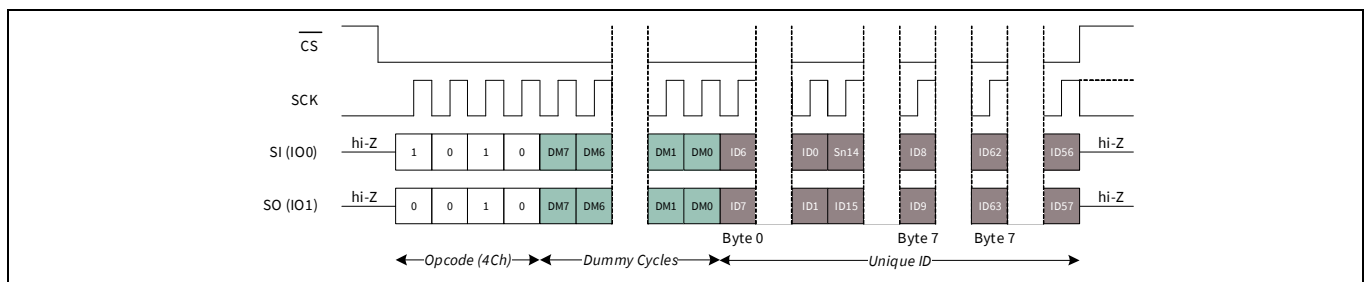 CS
SCK
SI (IO0) hi-Z 1 0 1 0 DM7 DM6 DM1 DM0 ID6 ID0 Sn14 ID8 ID62 ID56 hi-Z
SO (IO1) hi-Z 0 0 1 0 DM7 DM6 DM1 DM0 ID7 ID1 ID15 ID9 ID63 ID57 hi-Z
Byte 0 Byte 7 Byte 7
Opcode (4Ch) Dummy Cycles Unique ID